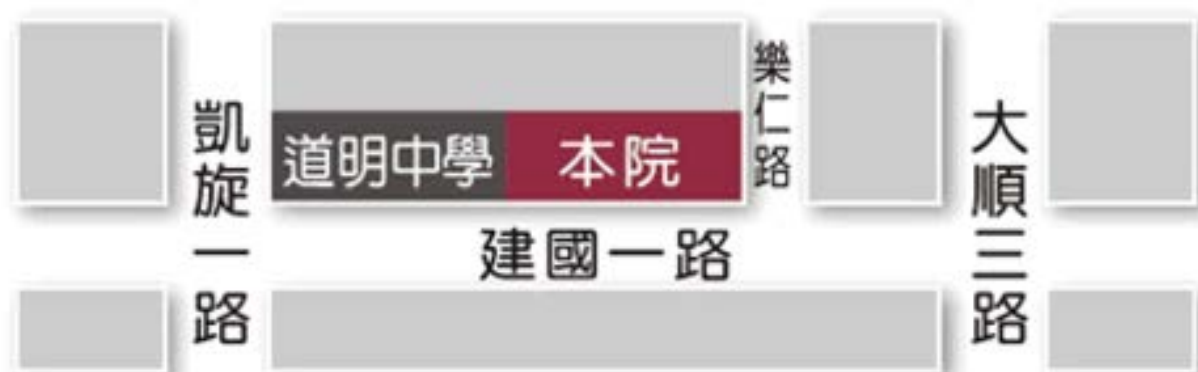 凱旋一路
道明中學
本院
樂仁路
建國一路
大順三路